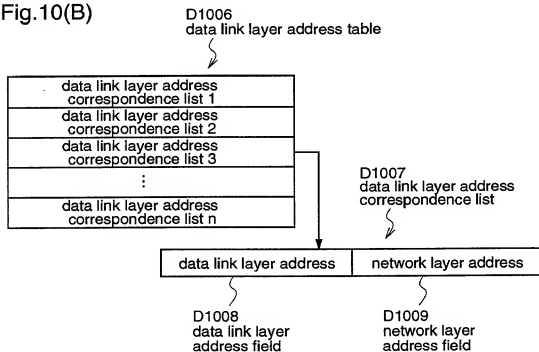 Fig.10(B)
D1006
data link layer address table
data link layer address
correspondence list 1
data link layer address
correspondence list 2
data link layer address
correspondence list 3
⋮
data link layer address
correspondence list n
D1007
data link layer address
correspondence list
data link layer address
network layer address
D1008
data link layer
address field
D1009
network layer
address field